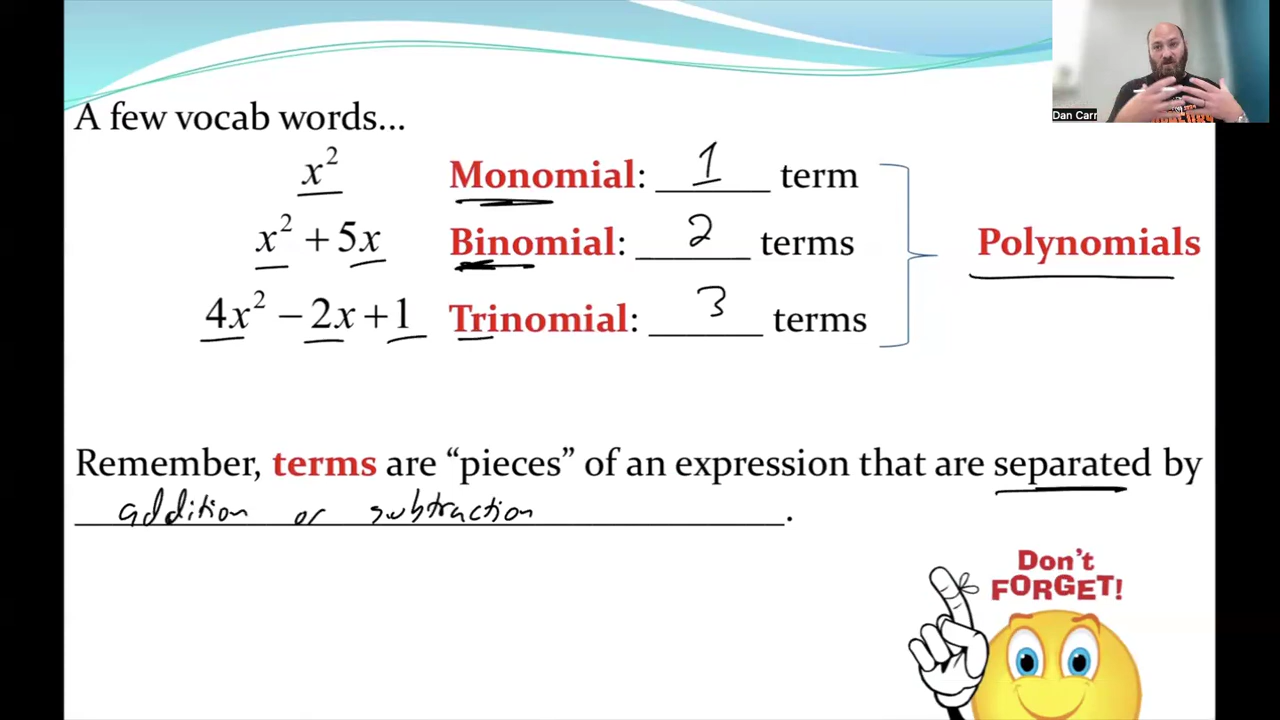 Dan Carr
A few vocab words...
x² Monomial: 1 term
x² + 5x Binomial: 2 terms
Polynomials
4x² − 2x + 1 Trinomial: 3 terms
Remember, terms are “pieces” of an expression that are separated by
addition or subtraction.
Don't
FORGET!